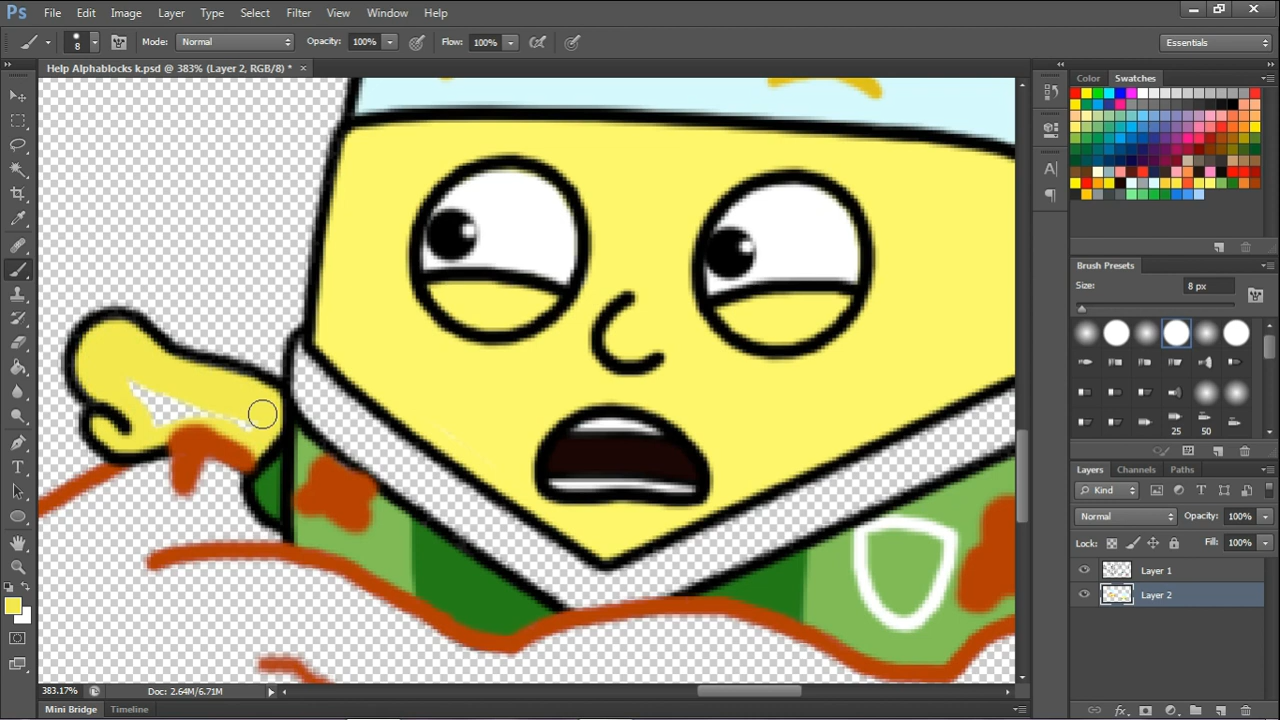 Ps File Edit Image Layer Type Select Filter View Window Help
8 Mode: Normal Opacity: 100% Flow: 100% Essentials
Help Alphablocks k.psd @ 383% (Layer 2, RGB/8) * ×
Color Swatches
Brush Presets
Size: 8 px
25 50
Layers Channels Paths
Kind
Normal Opacity: 100%
Lock: Fill: 100%
Layer 1
Layer 2
383.17% Doc: 2.64M/6.71M
Mini Bridge Timeline